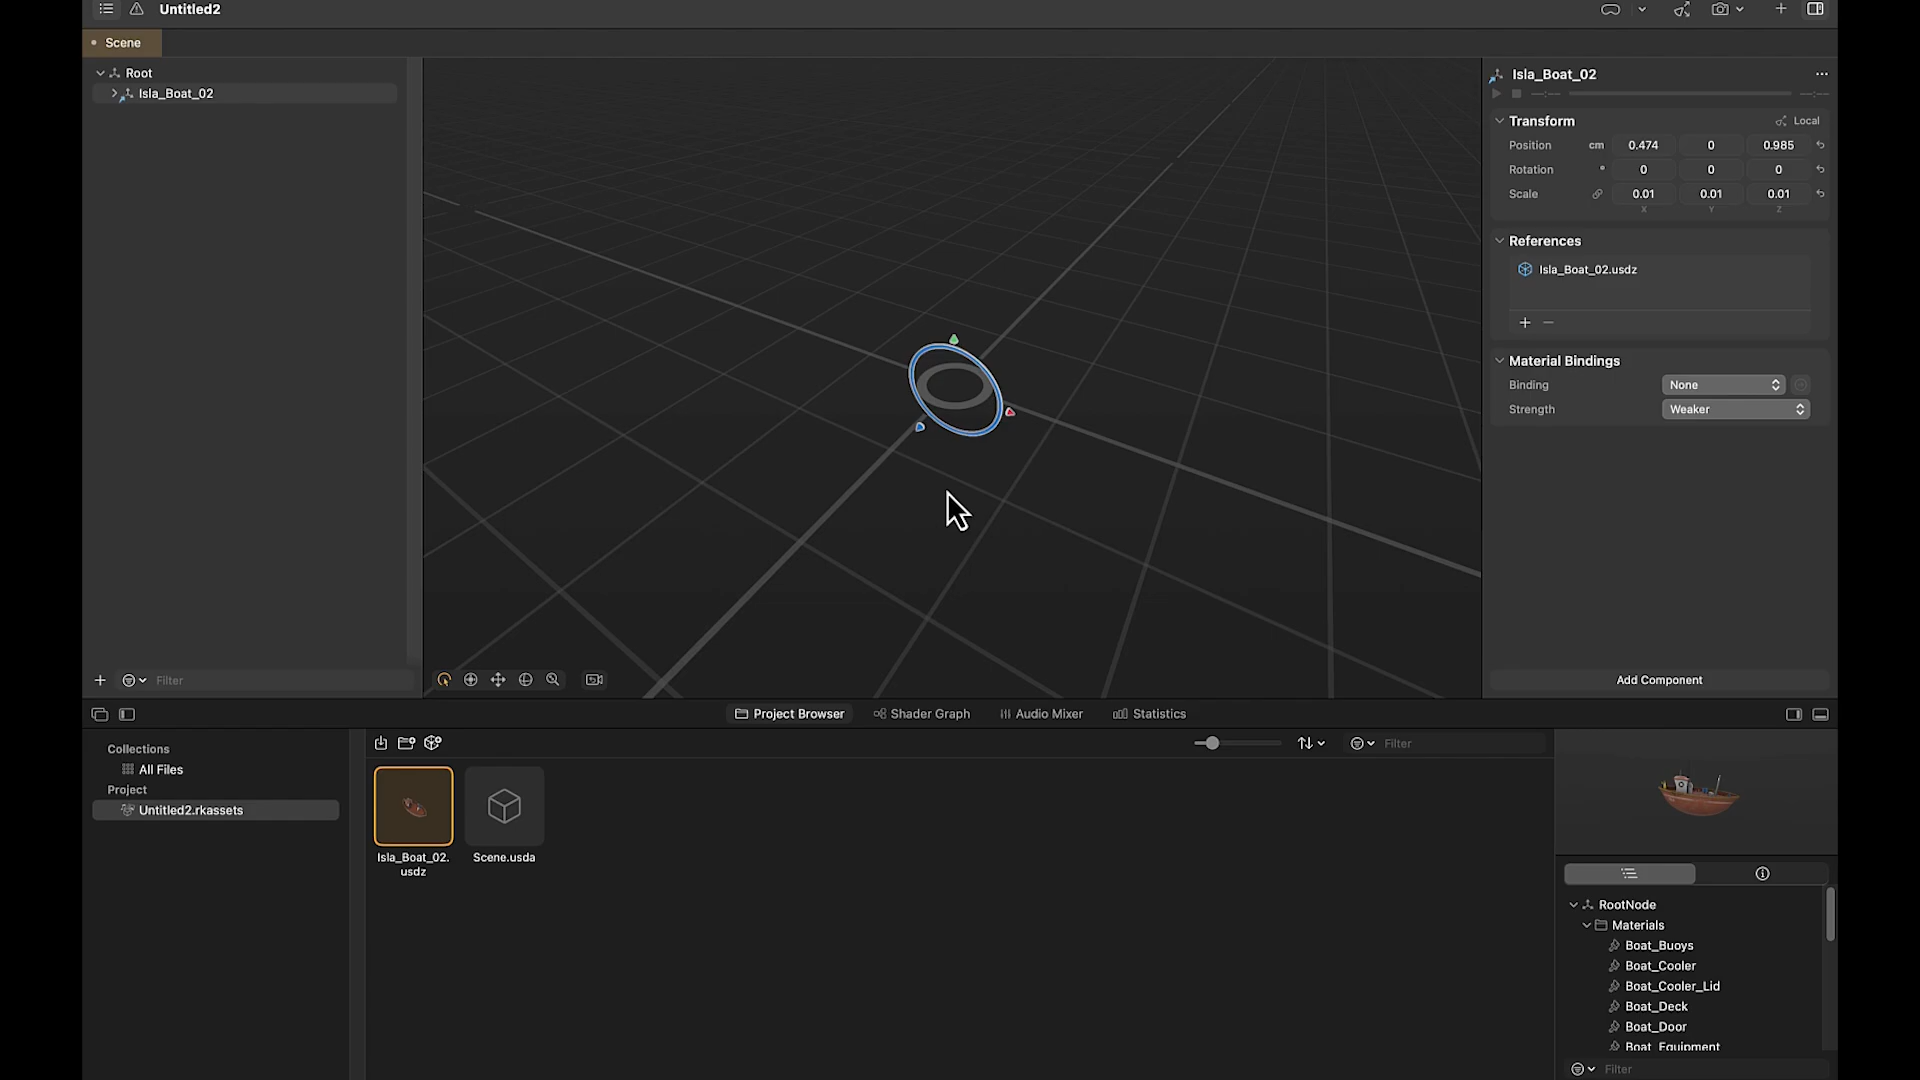 Untitled2
Scene
Root
Isla_Boat_02
Filter
Isla_Boat_02
Transform
Local
Position cm 0.474 0 0.985
Rotation ° 0 0 0
Scale 0.01 0.01 0.01
X Y Z
References
Isla_Boat_02.usdz
Material Bindings
Binding None
Strength Weaker
Add Component
Project Browser Shader Graph Audio Mixer Statistics
Collections
All Files
Project
Untitled2.rkassets
Filter
Isla_Boat_02.
usdz
Scene.usda
RootNode
Materials
Boat_Buoys
Boat_Cooler
Boat_Cooler_Lid
Boat_Deck
Boat_Door
Boat_Equipment
Filter